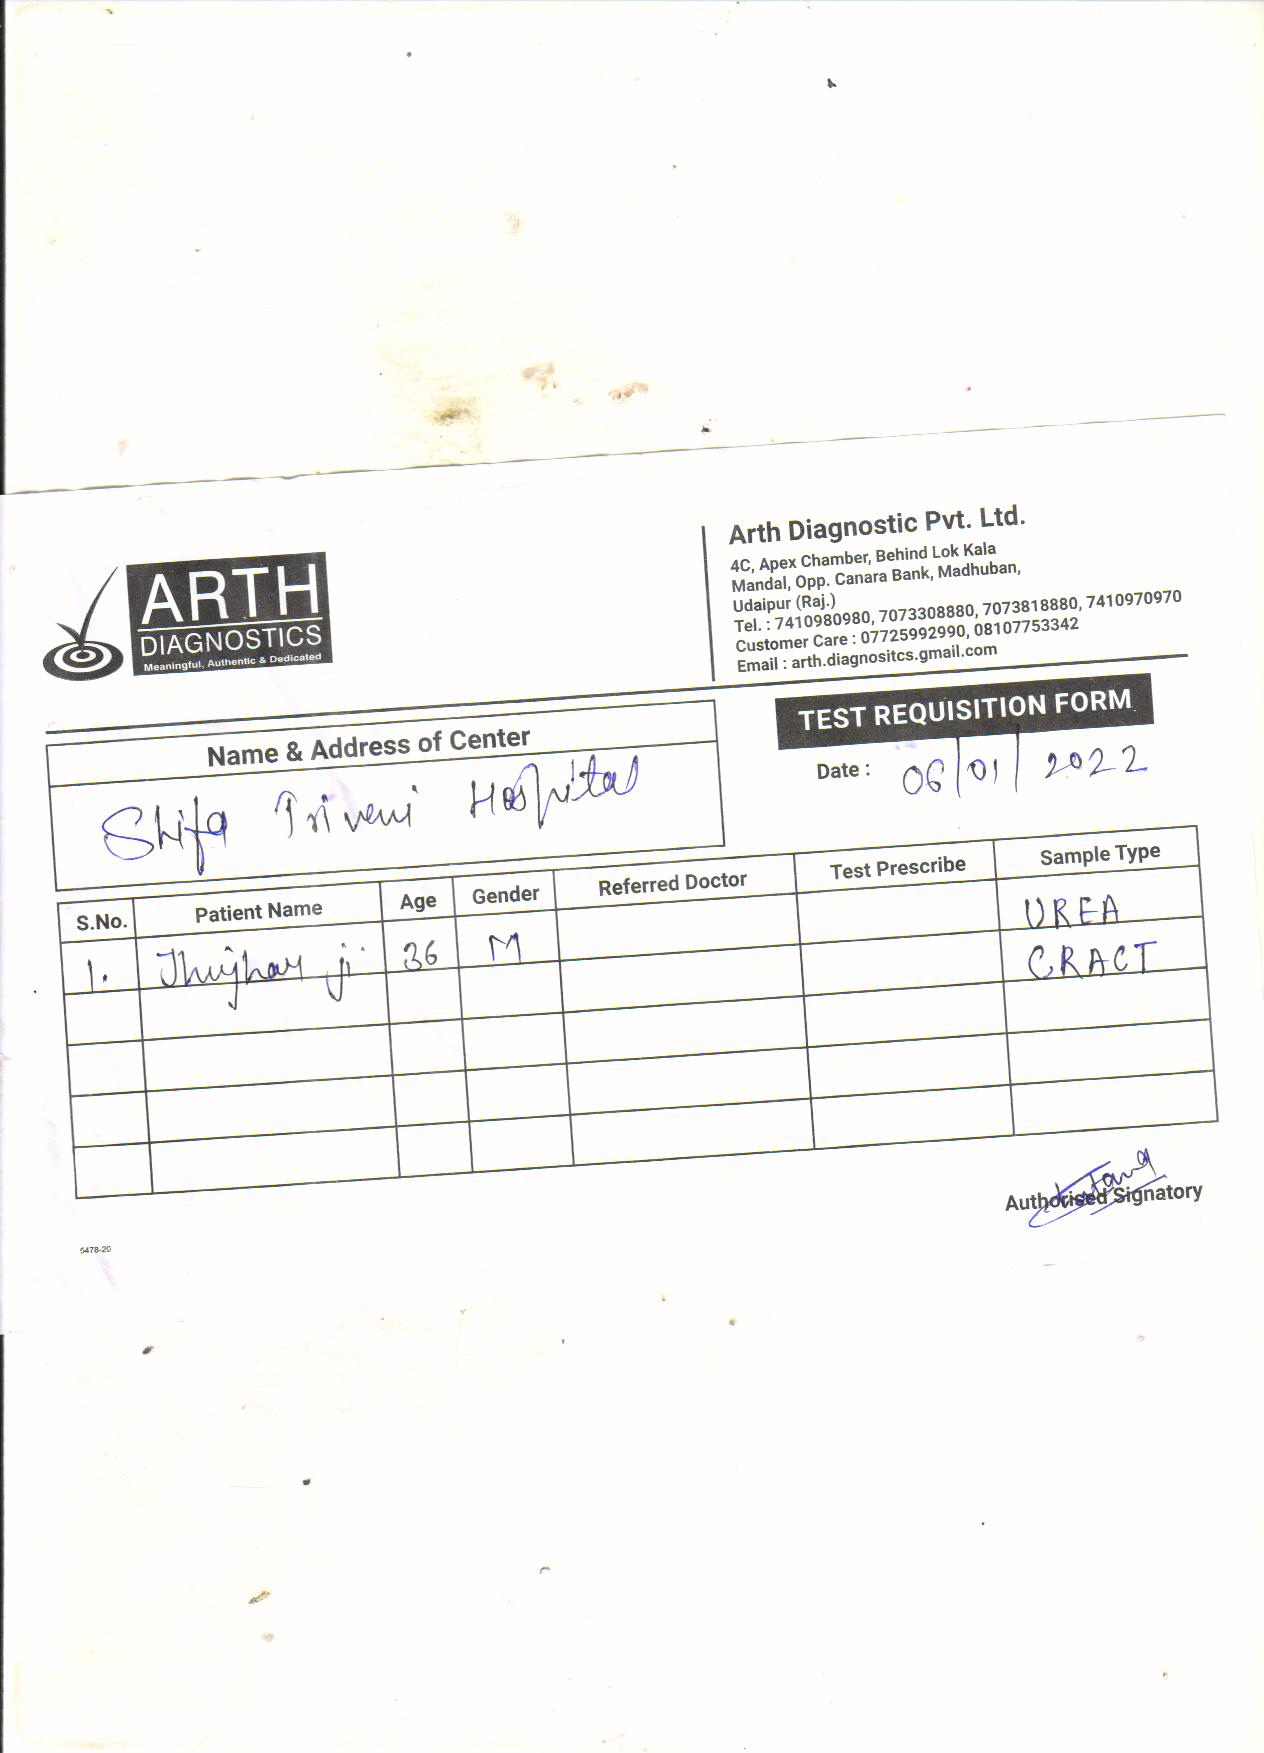 ARTH
DIAGNOSTICS
Meaningful, Authentic & Dedicated
Arth Diagnostic Pvt. Ltd.
4C, Apex Chamber, Behind Lok Kala
Mandal, Opp. Canara Bank, Madhuban,
Udaipur (Raj.)
Tel. : 7410980980, 7073308880, 7073818880, 7410970970
Customer Care : 07725992990, 08107753342
Email : arth.diagnositcs.gmail.com
TEST REQUISITION FORM
Name & Address of Center
Date : 06/01/2022
Shifa Triveni Hospital
S.No. Patient Name Age Gender Referred Doctor Test Prescribe Sample Type
UREA
1. Jhujhar ji 36 M CRACT
Authorised Signatory
5478-20